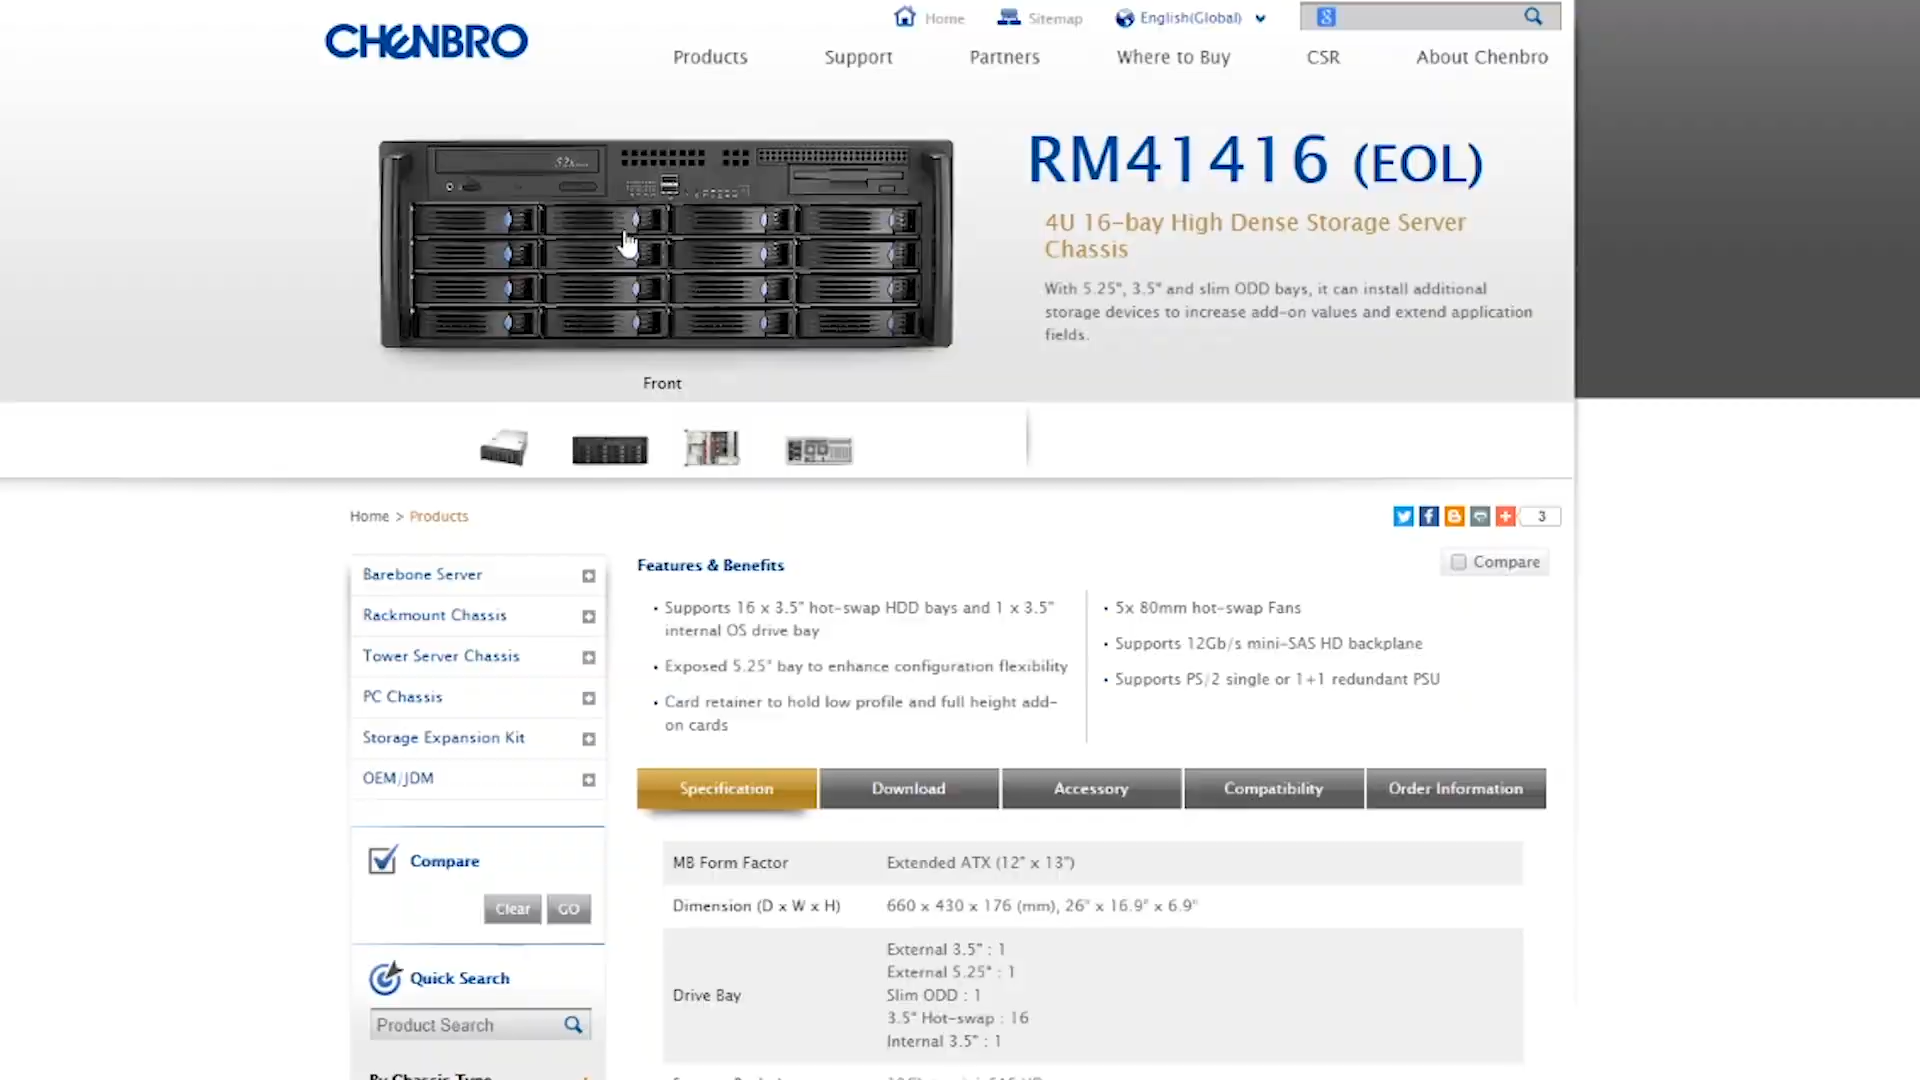 CHENBRO
Home
Sitemap
English(Global)
Products
Support
Partners
Where to Buy
CSR
About Chenbro
RM41416 (EOL)
4U 16-bay High Dense Storage Server
Chassis
With 5.25", 3.5" and slim ODD bays, it can install additional
storage devices to increase add-on values and extend application
fields.
Front
Home > Products
3
Barebone Server
Rackmount Chassis
Tower Server Chassis
PC Chassis
Storage Expansion Kit
OEM/JDM
Compare
Clear
GO
Quick Search
Product Search
By Chassis Type
Features & Benefits
Compare
• Supports 16 x 3.5" hot-swap HDD bays and 1 x 3.5"
internal OS drive bay
• Exposed 5.25" bay to enhance configuration flexibility
• Card retainer to hold low profile and full height add-
on cards
• 5x 80mm hot-swap Fans
• Supports 12Gb/s mini-SAS HD backplane
• Supports PS/2 single or 1+1 redundant PSU
Specification
Download
Accessory
Compatibility
Order Information
MB Form Factor
Extended ATX (12" x 13")
Dimension (D x W x H)
660 x 430 x 176 (mm), 26" x 16.9" x 6.9"
Drive Bay
External 3.5" : 1
External 5.25" : 1
Slim ODD : 1
3.5" Hot-swap : 16
Internal 3.5" : 1